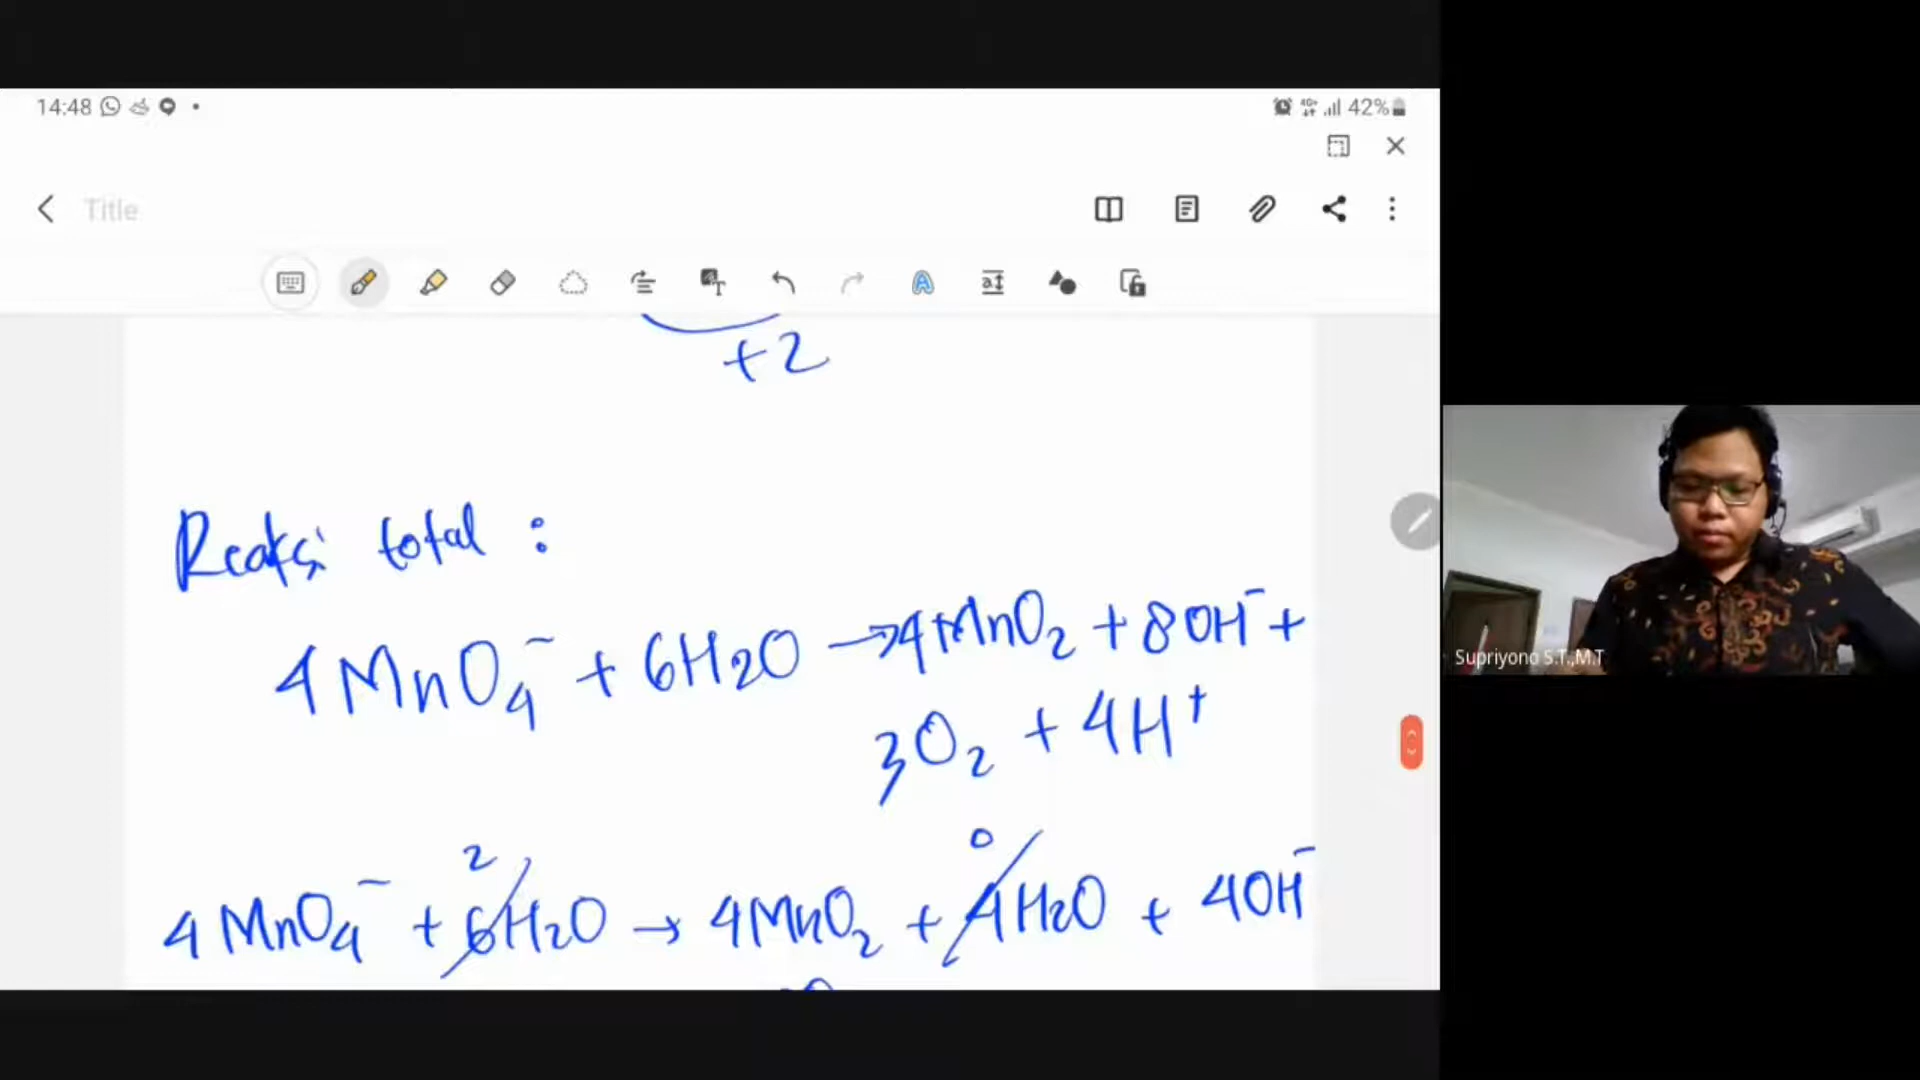 14:48
42%
Title
+2
Reaksi total :
4MnO₄⁻ + 6H₂O → 4MnO₂ + 8OH⁻ +
3O₂ + 4H⁺
2 0
4MnO₄⁻ + 6H₂O → 4MnO₂ + 4H₂O + 4OH⁻
Supriyono S.T.,M.T